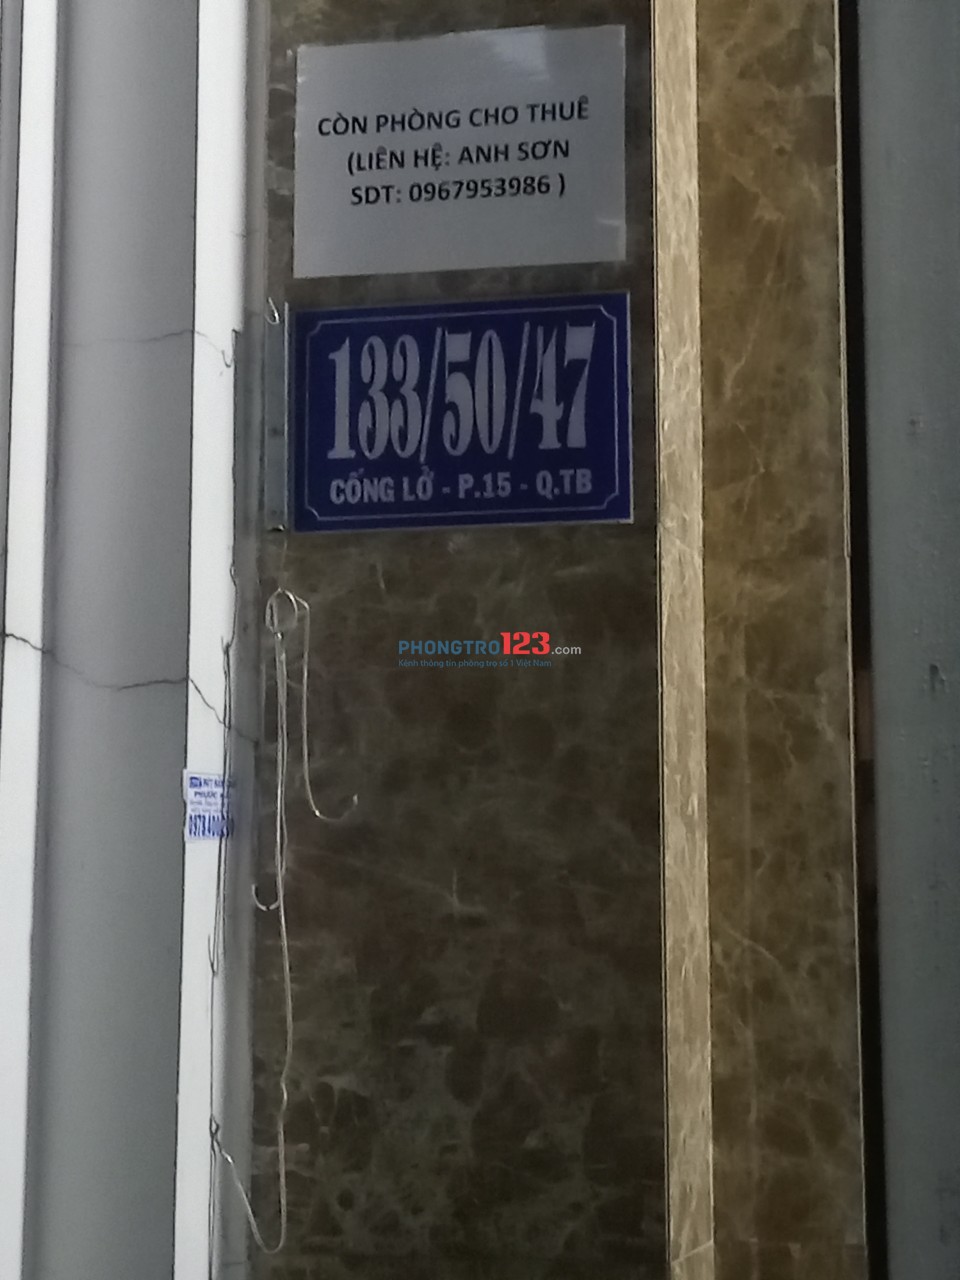 CÒN PHÒNG CHO THUÊ
(LIÊN HỆ: ANH SƠN
SDT: 0967953986 )
133/50/47
CỐNG LỞ - P.15 - Q.TB
PHONGTRO123.com
Kênh thông tin phòng trọ số 1 Việt Nam